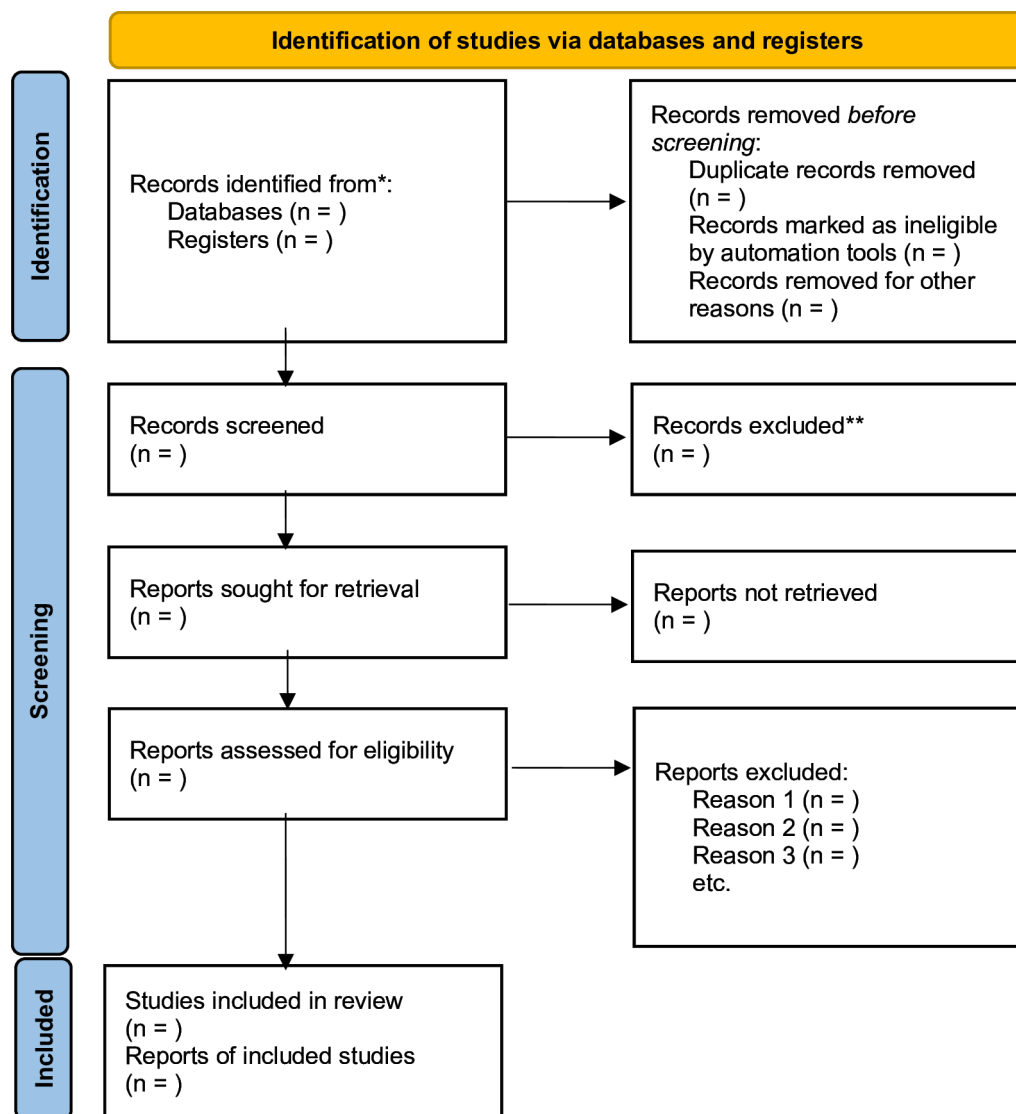 Identification of studies via databases and registers
Identification
Records identified from*:
Databases (n = )
Registers (n = )
Records removed before
screening:
Duplicate records removed
(n = )
Records marked as ineligible
by automation tools (n = )
Records removed for other
reasons (n = )
Screening
Records screened
(n = )
Records excluded**
(n = )
Reports sought for retrieval
(n = )
Reports not retrieved
(n = )
Reports assessed for eligibility
(n = )
Reports excluded:
Reason 1 (n = )
Reason 2 (n = )
Reason 3 (n = )
etc.
Included
Studies included in review
(n = )
Reports of included studies
(n = )